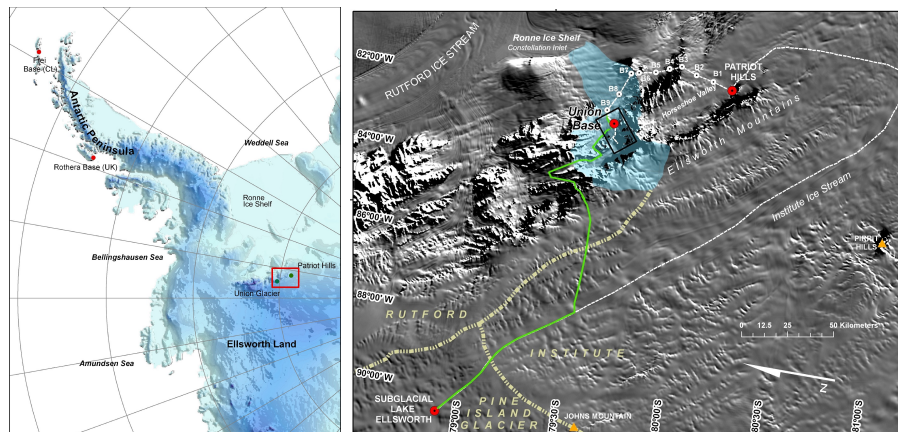 Frei
Base (CL)
Antartic Peninsula
Rothera Base (UK)
Weddell Sea
Ronne
Ice Shelf
Bellingshausen Sea
Patriot Hills
Union Glacier
Ellsworth Land
Amundsen Sea
82°00' W
84°00' W
86°00' W
88°00' W
90°00' W
RUTFORD ICE STREAM
Ronne Ice Shelf
Constellation Inlet
B9
B8
B7
B6
B5
B4
B3
B2
B1
PATRIOT
HILLS
Horseshoe Valley
Union
Base
Ellsworth Mountains
Institute Ice Stream
PIRRIT
HILLS
RUTFORD
INSTITUTE
PINE
ISLAND
GLACIER
0 12.5 25 50 Kilometers
N
SUBGLACIAL
LAKE
ELLSWORTH
JOHNS MOUNTAIN
79°00' S
79°30' S
80°00' S
80°30' S
81°00' S